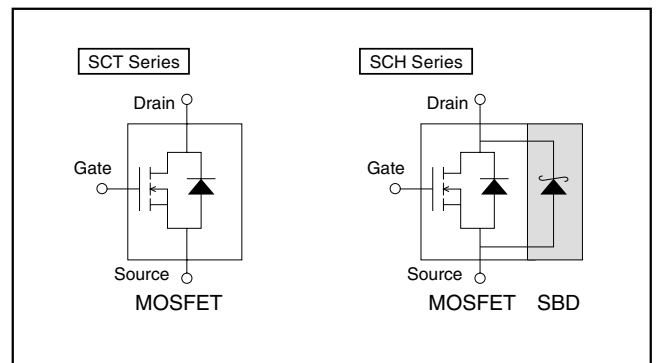 SCT Series
Drain
Gate
Source
MOSFET
SCH Series
Drain
Gate
Source
MOSFET SBD